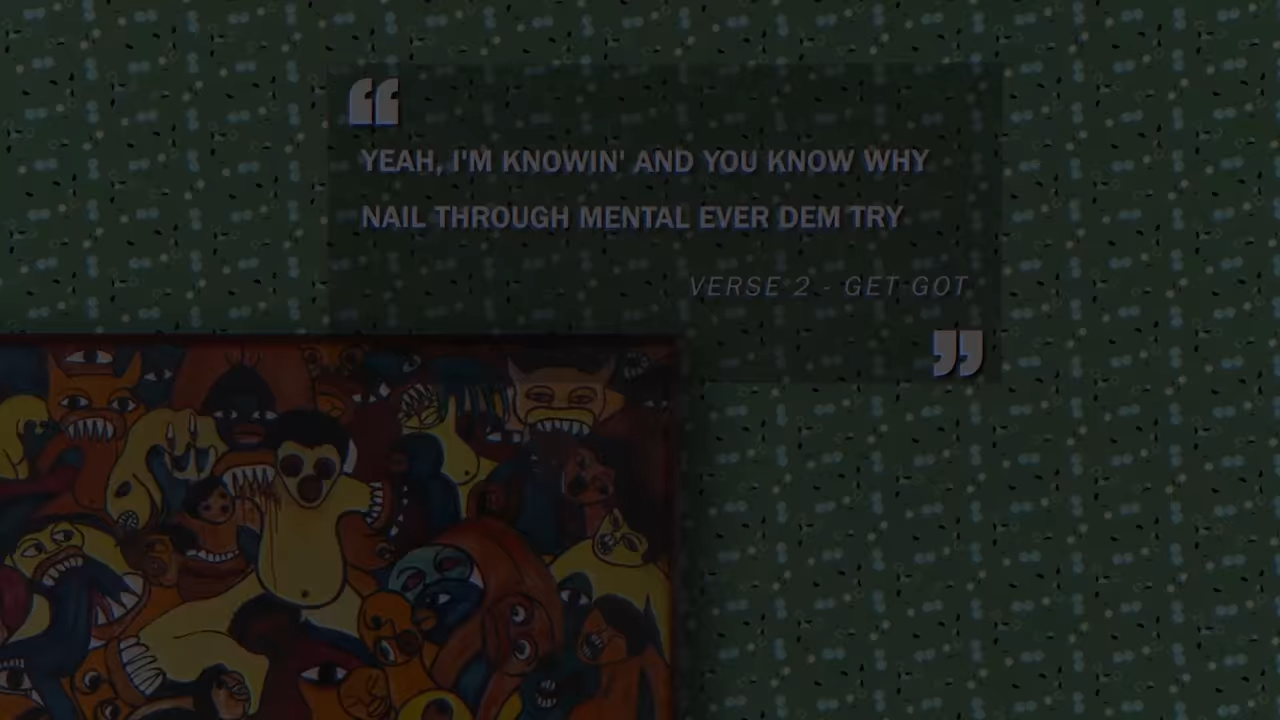 “
YEAH, I'M KNOWIN' AND YOU KNOW WHY
NAIL THROUGH MENTAL EVER DEM TRY
VERSE 2 - GET GOT
”